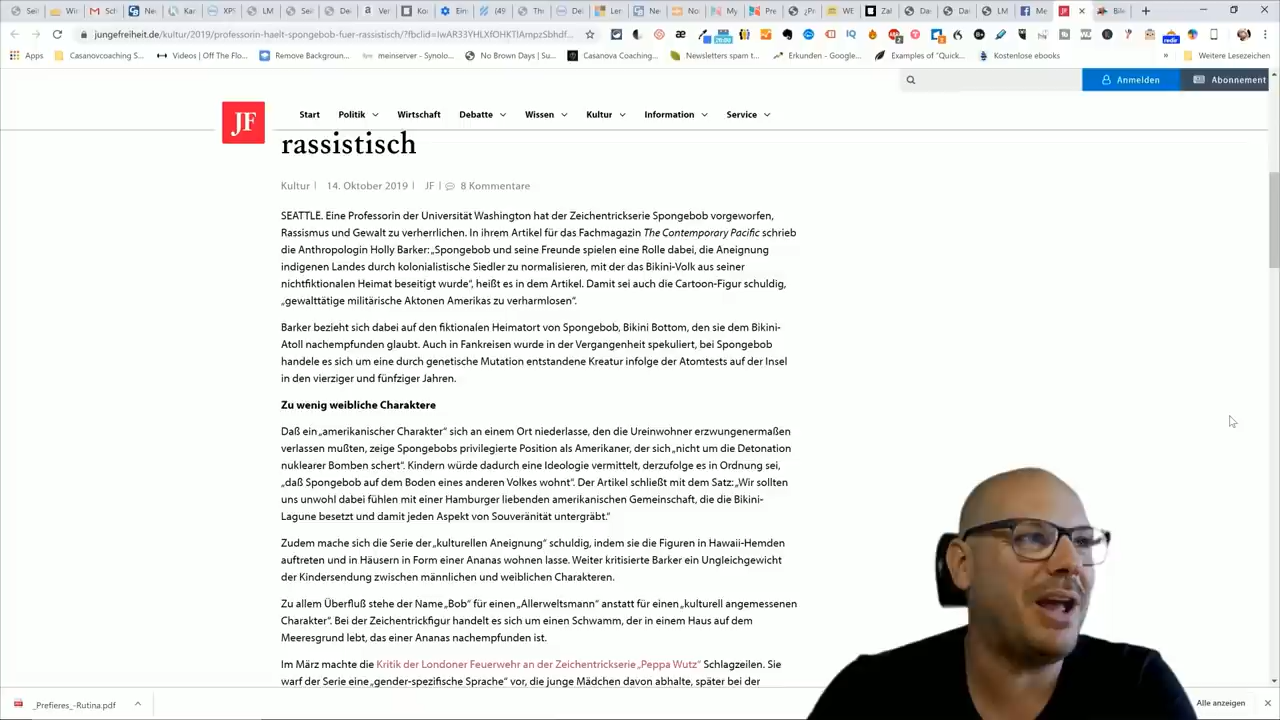 jungefreiheit.de/kultur/2019/professorin-haelt-spongebob-fuer-rassistisch/?fbclid=IwAR33YHLXIFOHKTlArnpzSbhdf...
Apps
Casanovacoaching S...
Videos | Off The Flo...
Remove Backgroun...
meinserver - Synolo...
No Brown Days | Su...
Casanova Coaching...
Newsletters spam t...
Erkunden - Google...
Examples of "Quick...
Kostenlose ebooks
»
Weitere Lesezeichen
Anmelden
Abonnement
JF
Start
Politik
Wirtschaft
Debatte
Wissen
Kultur
Information
Service
rassistisch
Kultur | 14. Oktober 2019 | JF | 8 Kommentare
SEATTLE. Eine Professorin der Universität Washington hat der Zeichentrickserie Spongebob vorgeworfen,
Rassismus und Gewalt zu verherrlichen. In ihrem Artikel für das Fachmagazin The Contemporary Pacific schrieb
die Anthropologin Holly Barker: „Spongebob und seine Freunde spielen eine Rolle dabei, die Aneignung
indigenen Landes durch kolonialistische Siedler zu normalisieren, mit der das Bikini-Volk aus seiner
nichtfiktionalen Heimat beseitigt wurde“, heißt es in dem Artikel. Damit sei auch die Cartoon-Figur schuldig,
„gewalttätige militärische Aktonen Amerikas zu verharmlosen“.
Barker bezieht sich dabei auf den fiktionalen Heimatort von Spongebob, Bikini Bottom, den sie dem Bikini-
Atoll nachempfunden glaubt. Auch in Fankreisen wurde in der Vergangenheit spekuliert, bei Spongebob
handele es sich um eine durch genetische Mutation entstandene Kreatur infolge der Atomtests auf der Insel
in den vierziger und fünfziger Jahren.
Zu wenig weibliche Charaktere
Daß ein „amerikanischer Charakter“ sich an einem Ort niederlasse, den die Ureinwohner erzwungenermaßen
verlassen mußten, zeige Spongebobs privilegierte Position als Amerikaner, der sich „nicht um die Detonation
nuklearer Bomben schert“. Kindern würde dadurch eine Ideologie vermittelt, derzufolge es in Ordnung sei,
„daß Spongebob auf dem Boden eines anderen Volkes wohnt“. Der Artikel schließt mit dem Satz: „Wir sollten
uns unwohl dabei fühlen mit einer Hamburger liebenden amerikanischen Gemeinschaft, die die Bikini-
Lagune besetzt und damit jeden Aspekt von Souveränität untergräbt.“
Zudem mache sich die Serie der „kulturellen Aneignung“ schuldig, indem sie die Figuren in Hawaii-Hemden
auftreten und in Häusern in Form einer Ananas wohnen lasse. Weiter kritisierte Barker ein Ungleichgewicht
der Kindersendung zwischen männlichen und weiblichen Charakteren.
Zu allem Überfluß stehe der Name „Bob“ für einen „Allerweltsmann“ anstatt für einen „kulturell angemessenen
Charakter“. Bei der Zeichentrickfigur handelt es sich um einen Schwamm, der in einem Haus auf dem
Meeresgrund lebt, das einer Ananas nachempfunden ist.
Im März machte die Kritik der Londoner Feuerwehr an der Zeichentrickserie „Peppa Wutz“ Schlagzeilen. Sie
warf der Serie eine „gender-spezifische Sprache“ vor, die junge Mädchen davon abhalte, später bei der
_Prefieres_-Rutina.pdf
Alle anzeigen